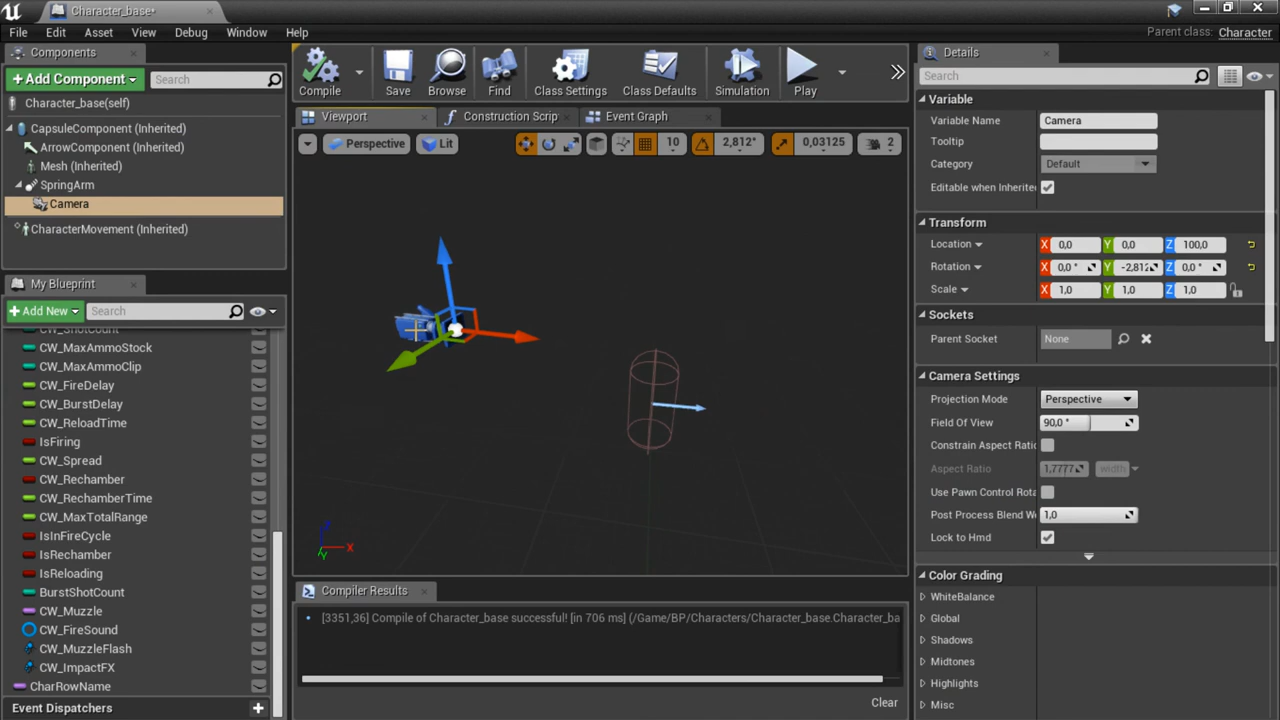 Character_base*
File Edit Asset View Debug Window Help
Parent class: Character
Components
Add Component
Search
Character_base(self)
CapsuleComponent (Inherited)
ArrowComponent (Inherited)
Mesh (Inherited)
SpringArm
Camera
CharacterMovement (Inherited)
My Blueprint
Add New
Search
CW_ShotCount
CW_MaxAmmoStock
CW_MaxAmmoClip
CW_FireDelay
CW_BurstDelay
CW_ReloadTime
IsFiring
CW_Spread
CW_Rechamber
CW_RechamberTime
CW_MaxTotalRange
IsInFireCycle
IsRechamber
IsReloading
BurstShotCount
CW_Muzzle
CW_FireSound
CW_MuzzleFlash
CW_ImpactFX
CharRowName
Event Dispatchers
Compile Save Browse Find Class Settings Class Defaults Simulation Play
Viewport Construction Scrip Event Graph
Perspective Lit 10 2,812° 0,03125 2
Z X Y
Compiler Results
[3351,36] Compile of Character_base successful! [in 706 ms] (/Game/BP/Characters/Character_base.Character_ba
Clear
Details
Search
Variable
Variable Name Camera
Tooltip
Category Default
Editable when Inherite
Transform
Location X 0,0 Y 0,0 Z 100,0
Rotation X 0,0 ° Y -2,812 Z 0,0 °
Scale X 1,0 Y 1,0 Z 1,0
Sockets
Parent Socket None
Camera Settings
Projection Mode Perspective
Field Of View 90,0 °
Constrain Aspect Ratio
Aspect Ratio 1,7777 width
Use Pawn Control Rota
Post Process Blend W
Lock to Hmd
Color Grading
WhiteBalance
Global
Shadows
Midtones
Highlights
Misc